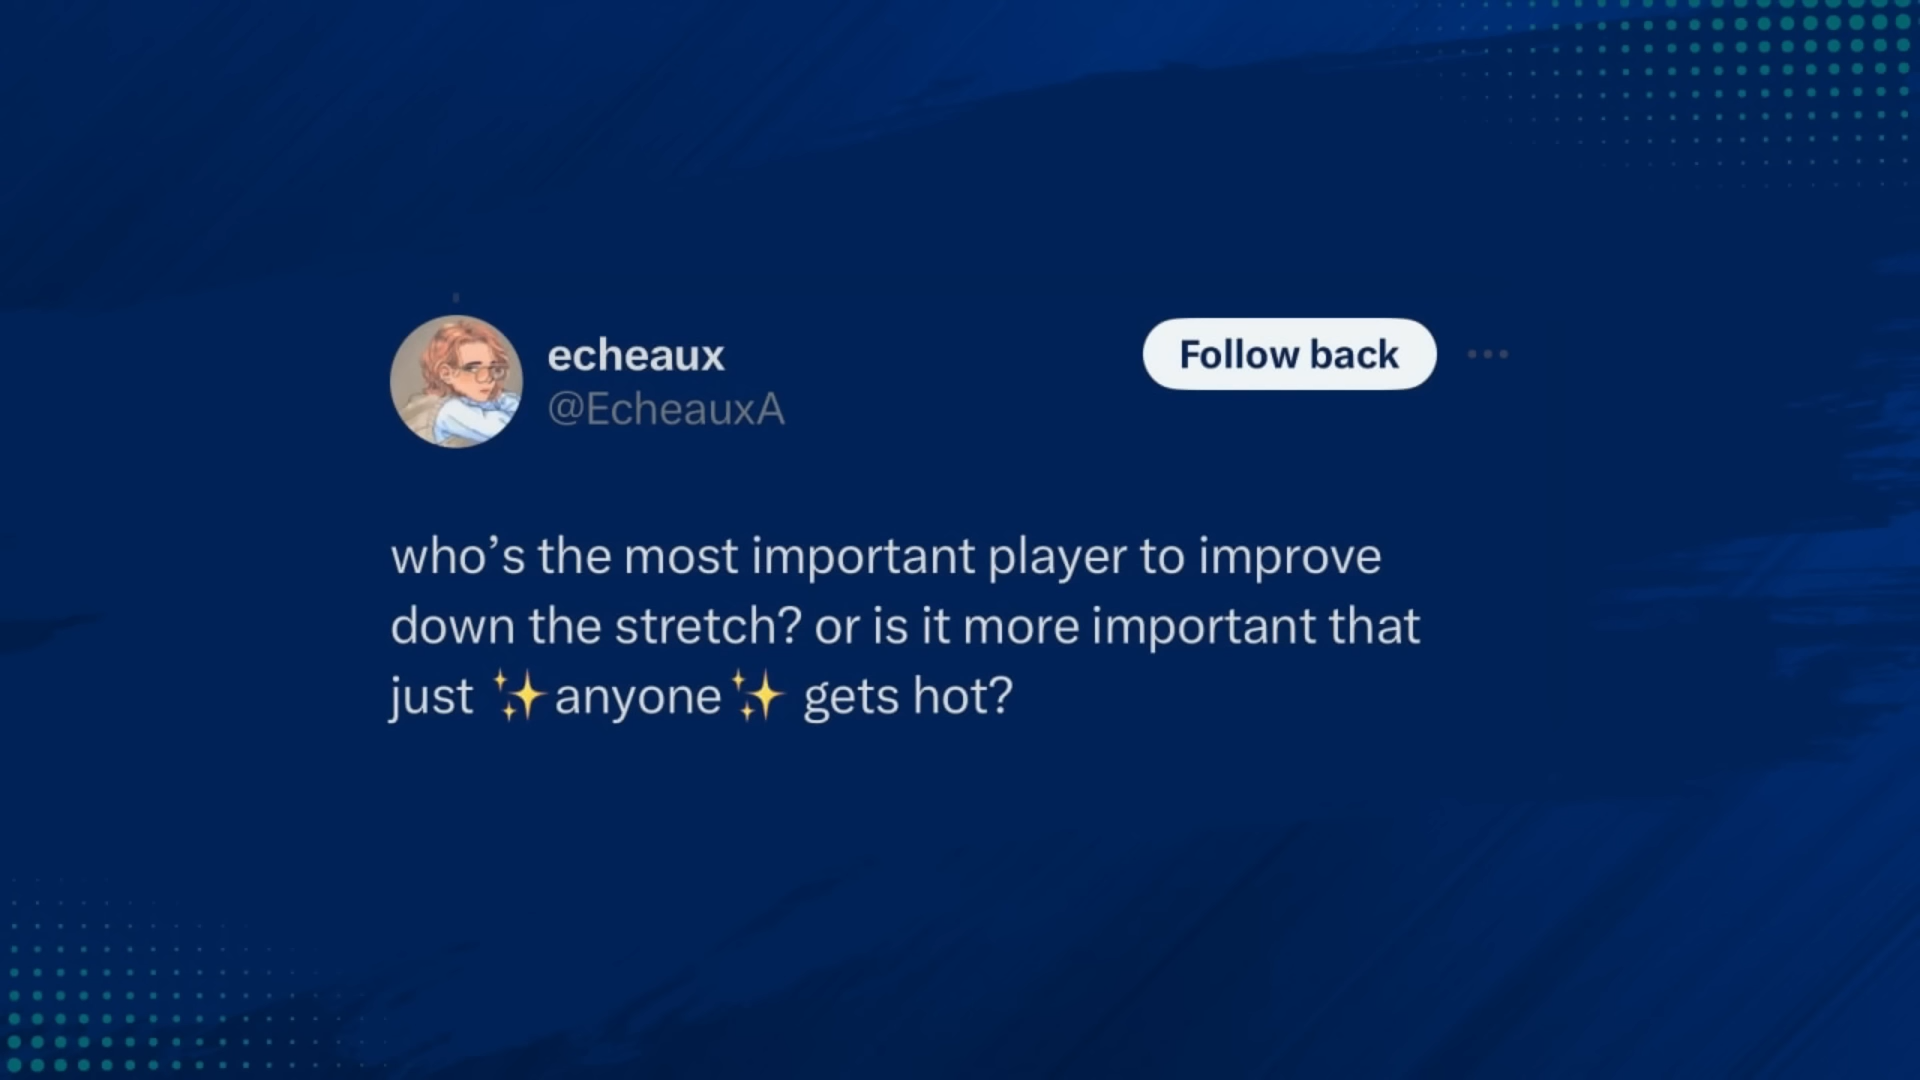 echeaux
Follow back
@EcheauxA
who’s the most important player to improve
down the stretch? or is it more important that
just ✨anyone✨ gets hot?